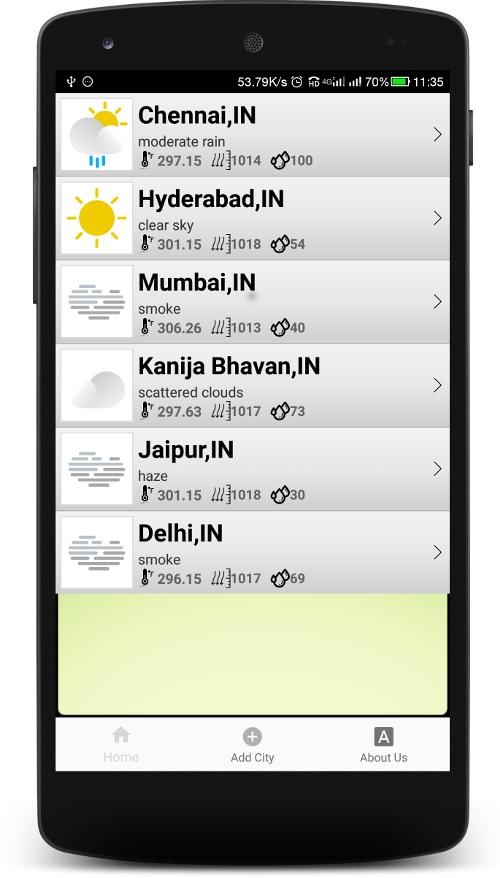 53.79K/s HD 4G 70% 11:35
Chennai,IN
moderate rain
°F 297.15 1014 100
Hyderabad,IN
clear sky
°F 301.15 1018 54
Mumbai,IN
smoke
°F 306.26 1013 40
Kanija Bhavan,IN
scattered clouds
°F 297.63 1017 73
Jaipur,IN
haze
°F 301.15 1018 30
Delhi,IN
smoke
°F 296.15 1017 69
A
Home Add City About Us